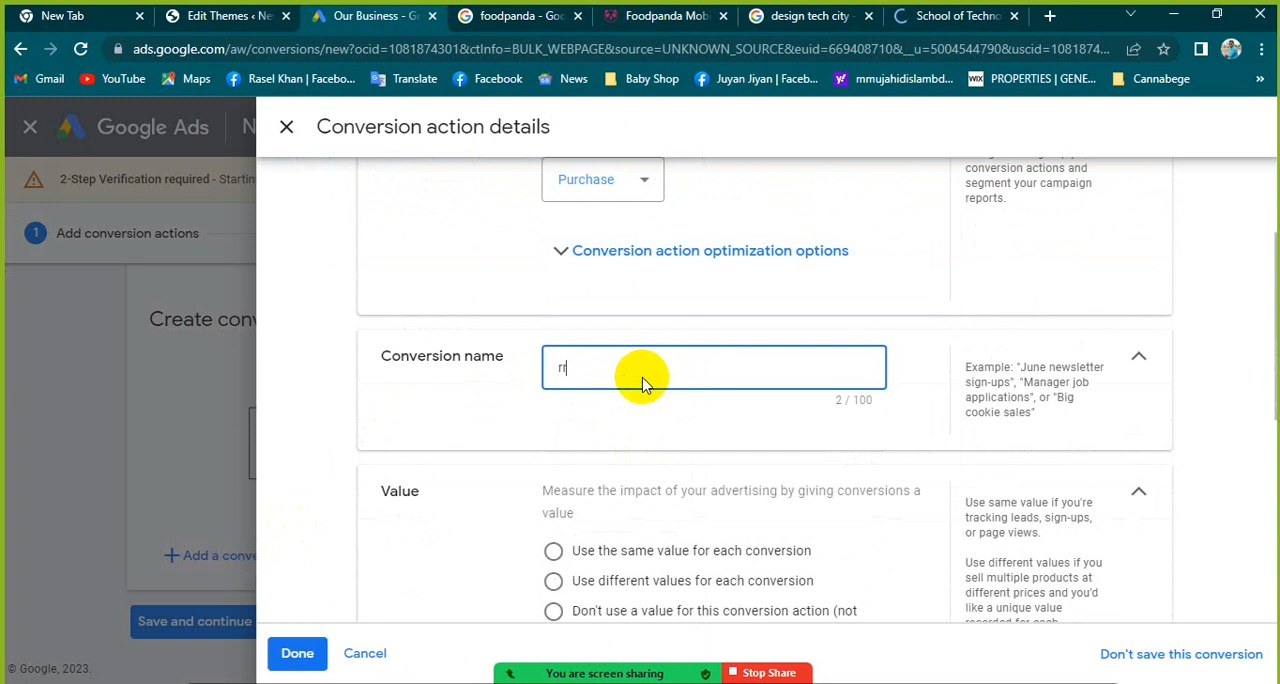 New Tab
Edit Themes ‹ Ne
Our Business - G
foodpanda - Go
Foodpanda Mobi
design tech city -
School of Techno
ads.google.com/aw/conversions/new?ocid=1081874301&ctInfo=BULK_WEBPAGE&source=UNKNOWN_SOURCE&euid=669408710&__u=5004544790&uscid=1081874...
Gmail
YouTube
Maps
Rasel Khan | Facebo...
Translate
Facebook
News
Baby Shop
Juyan Jiyan | Faceb...
mmujahidislambd...
WIX PROPERTIES | GENE...
Cannabege
»
Google Ads
N
Conversion action details
2-Step Verification required - Startin
1 Add conversion actions
Create conv
Add a conve
Save and continue
© Google, 2023.
Purchase
conversion actions and
segment your campaign
reports.
Conversion action optimization options
Conversion name
rr
2 / 100
Example: "June newsletter
sign-ups", "Manager job
applications", or "Big
cookie sales"
Value
Measure the impact of your advertising by giving conversions a
value
Use the same value for each conversion
Use different values for each conversion
Don't use a value for this conversion action (not
Use same value if you're
tracking leads, sign-ups,
or page views.
Use different values if you
sell multiple products at
different prices and you'd
like a unique value
recorded for each
Done
Cancel
Don't save this conversion
You are screen sharing
Stop Share